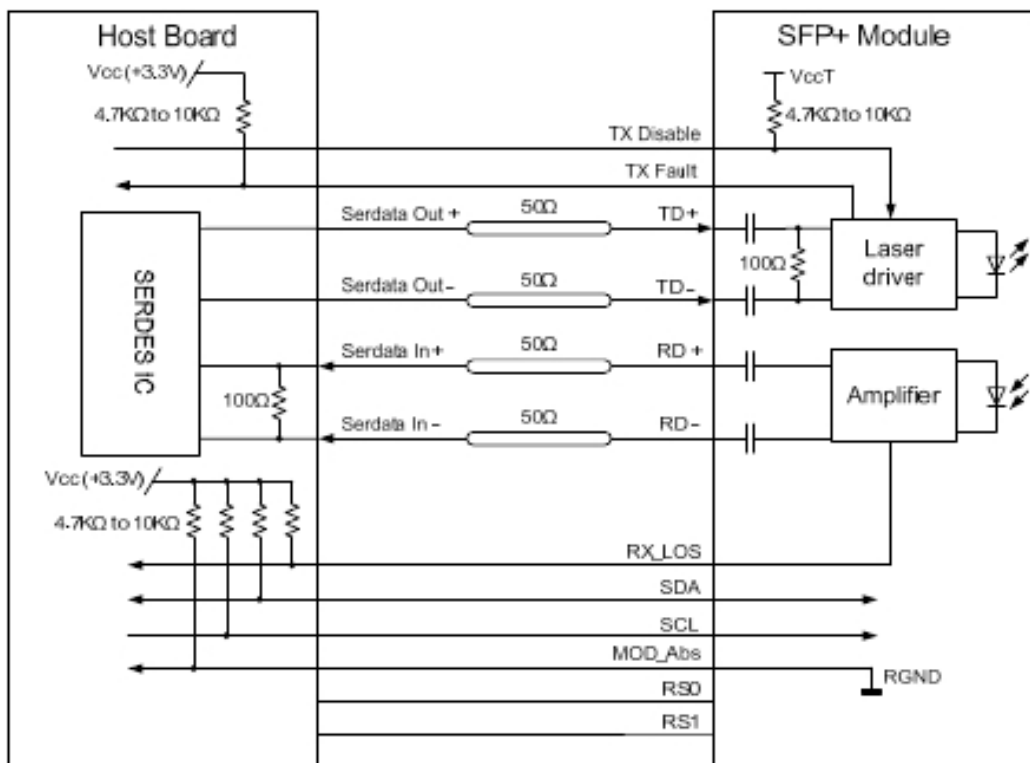 Host Board
SFP+ Module
Vcc(+3.3V)
VccT
4.7KΩ to 10KΩ
4.7KΩ to 10KΩ
TX Disable
TX Fault
Serdata Out +
50Ω
TD+
100Ω
Laser
driver
Serdata Out-
50Ω
TD-
SERDES IC
Serdata In+
50Ω
RD +
Amplifier
100Ω
Serdata In-
50Ω
RD-
Vcc(+3.3V)
4.7KΩ to 10KΩ
RX_LOS
SDA
SCL
MOD_Abs
RGND
RS0
RS1